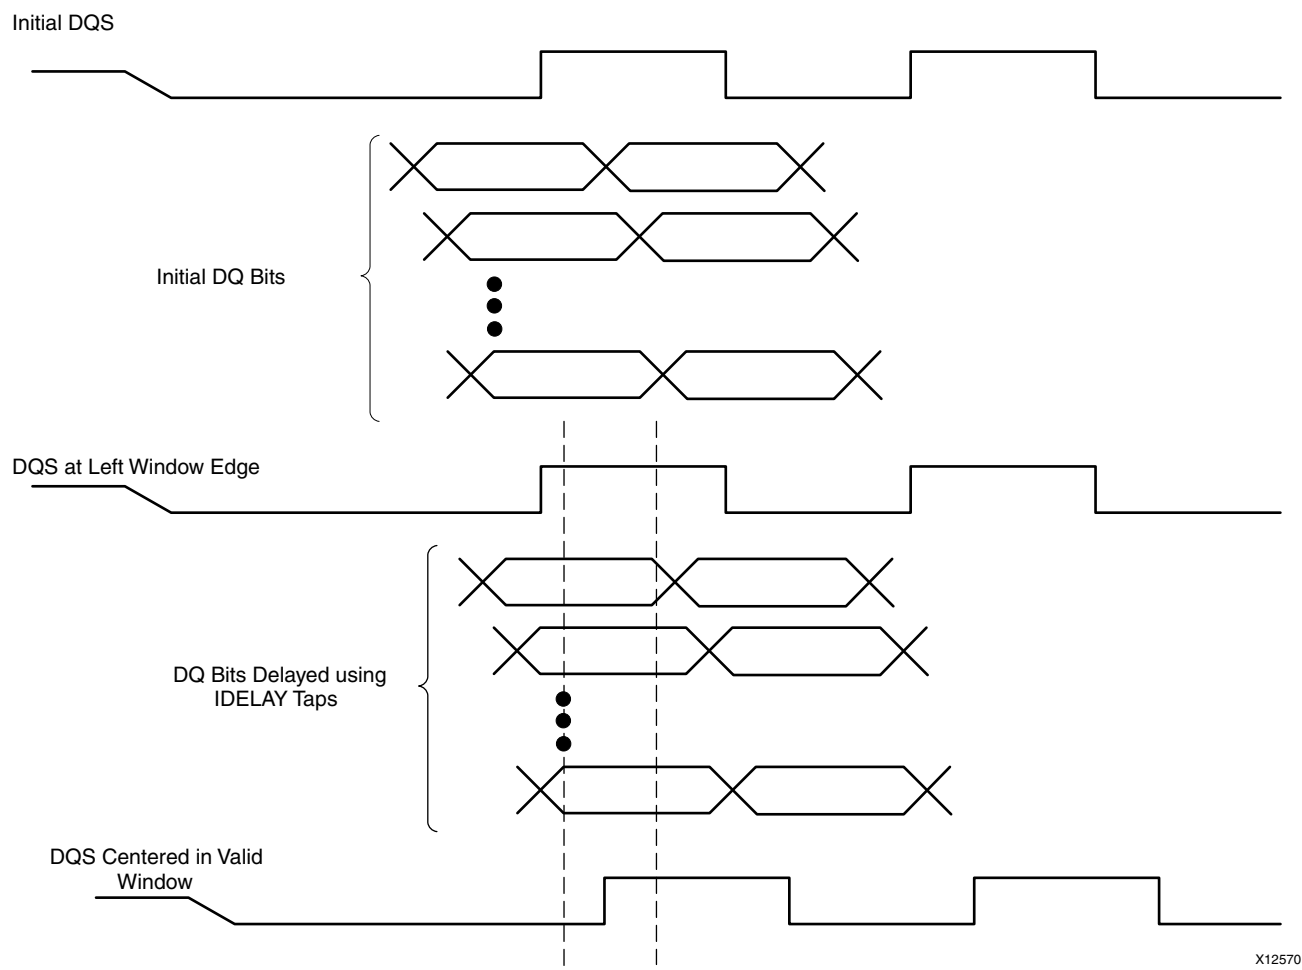 Initial DQS
Initial DQ Bits
DQS at Left Window Edge
DQ Bits Delayed using
IDELAY Taps
DQS Centered in Valid
Window
X12570